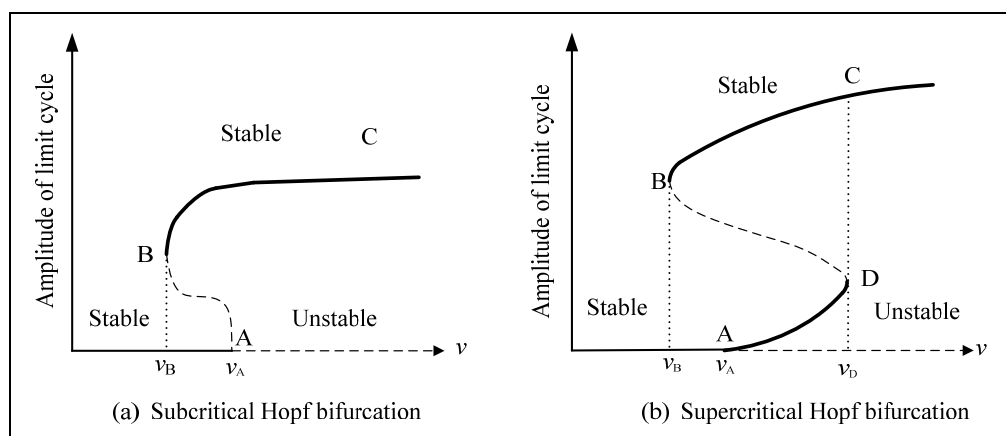 Amplitude of limit cycle
Stable
C
B
Stable
A
Unstable
v
vB
vA
(a) Subcritical Hopf bifurcation
Amplitude of limit cycle
C
Stable
B
D
Stable
A
Unstable
v
vB
vA
vD
(b) Supercritical Hopf bifurcation